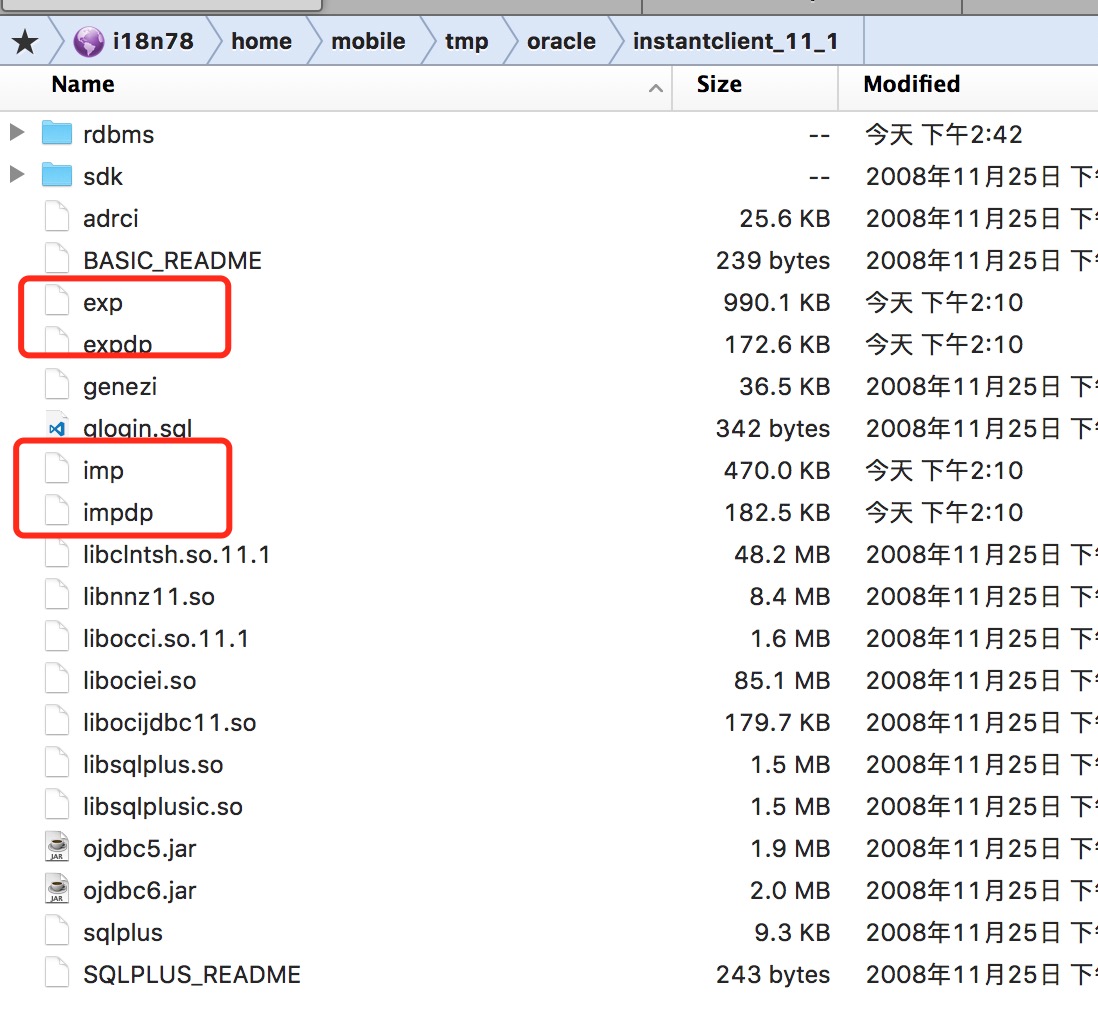 i18n78 home mobile tmp oracle instantclient_11_1
Name Size Modified
rdbms -- 今天 下午2:42
sdk -- 2008年11月25日 下
adrci 25.6 KB 2008年11月25日 下
BASIC_README 239 bytes 2008年11月25日 下
exp 990.1 KB 今天 下午2:10
expdp 172.6 KB 今天 下午2:10
genezi 36.5 KB 2008年11月25日 下
glogin.sql 342 bytes 2008年11月25日 下
imp 470.0 KB 今天 下午2:10
impdp 182.5 KB 今天 下午2:10
libclntsh.so.11.1 48.2 MB 2008年11月25日 下
libnnz11.so 8.4 MB 2008年11月25日 下
libocci.so.11.1 1.6 MB 2008年11月25日 下
libociei.so 85.1 MB 2008年11月25日 下
libocijdbc11.so 179.7 KB 2008年11月25日 下
libsqlplus.so 1.5 MB 2008年11月25日 下
libsqlplusic.so 1.5 MB 2008年11月25日 下
JAR ojdbc5.jar 1.9 MB 2008年11月25日 下
JAR ojdbc6.jar 2.0 MB 2008年11月25日 下
sqlplus 9.3 KB 2008年11月25日 下
SQLPLUS_README 243 bytes 2008年11月25日 下